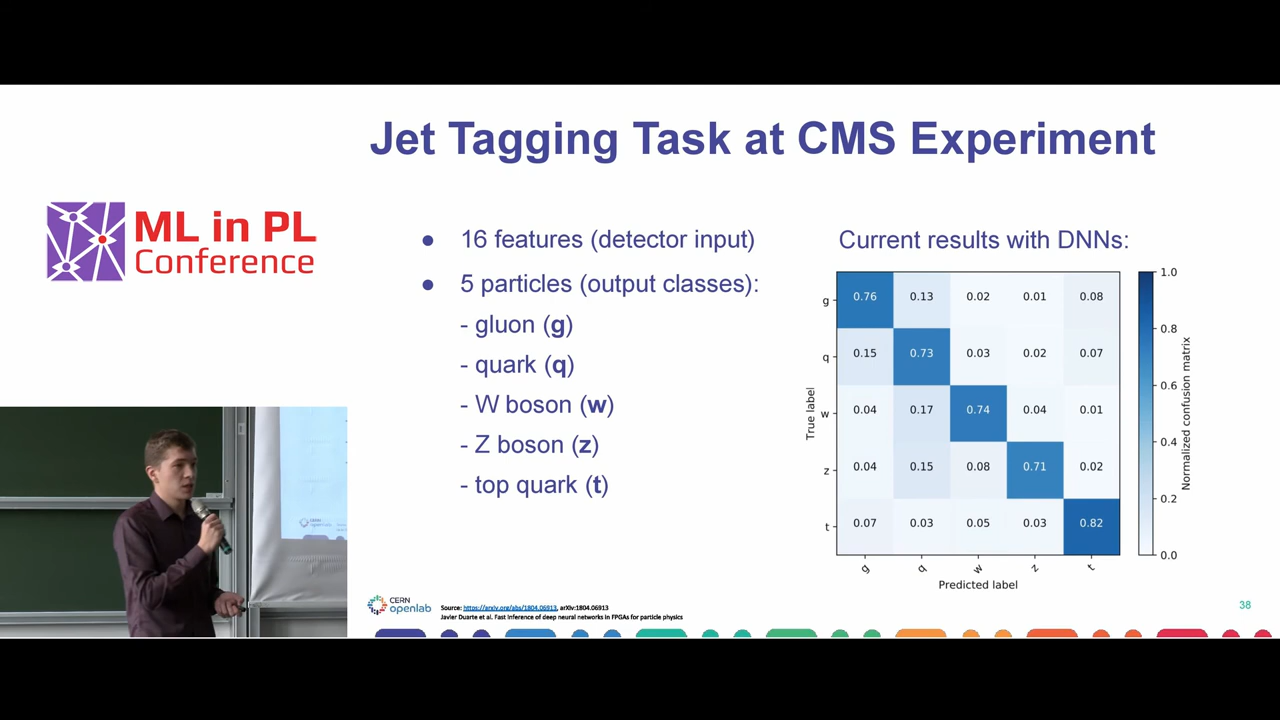 Jet Tagging Task at CMS Experiment
ML in PL
Conference
● 16 features (detector input)
● 5 particles (output classes):
- gluon (g)
- quark (q)
- W boson (w)
- Z boson (z)
- top quark (t)
Current results with DNNs:
True label
g 0.76 0.13 0.02 0.01 0.08
q 0.15 0.73 0.03 0.02 0.07
w 0.04 0.17 0.74 0.04 0.01
z 0.04 0.15 0.08 0.71 0.02
t 0.07 0.03 0.05 0.03 0.82
g q w z t
Predicted label
1.0
0.8
0.6
0.4
0.2
0.0
Normalized confusion matrix
CERN
openlab
Source: https://arxiv.org/abs/1804.06913, arXiv:1804.06913
Javier Duarte et al. Fast inference of deep neural networks in FPGAs for particle physics
38